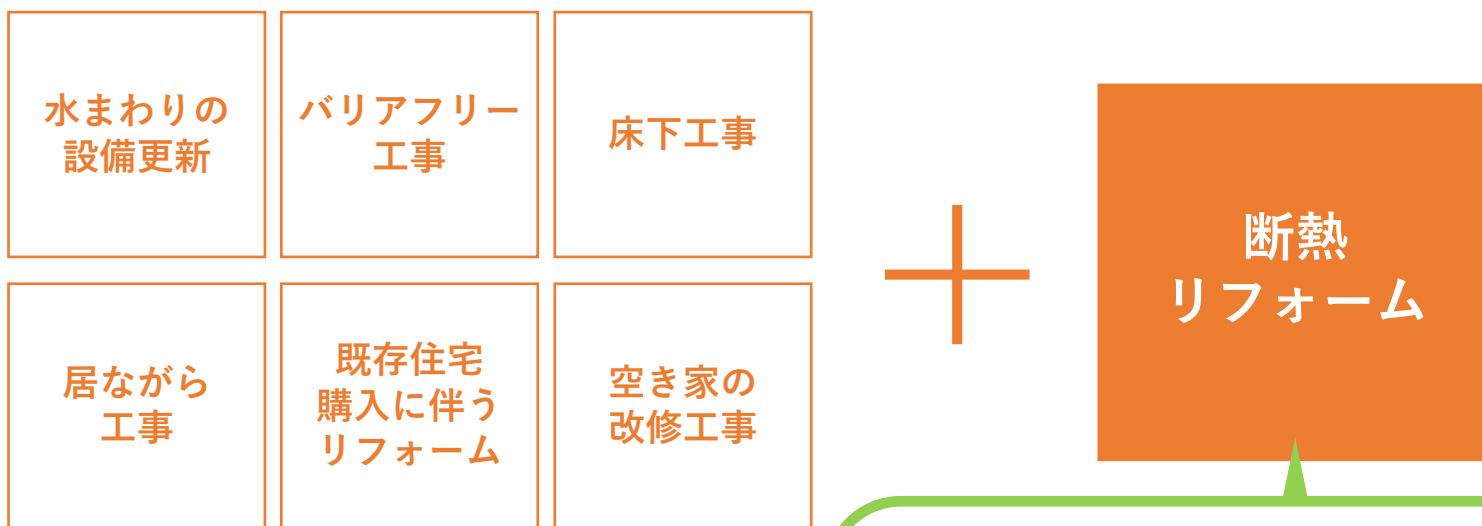 水まわりの
設備更新
バリアフリー
工事
床下工事
居ながら
工事
既存住宅
購入に伴う
リフォーム
空き家の
改修工事
断熱
リフォーム